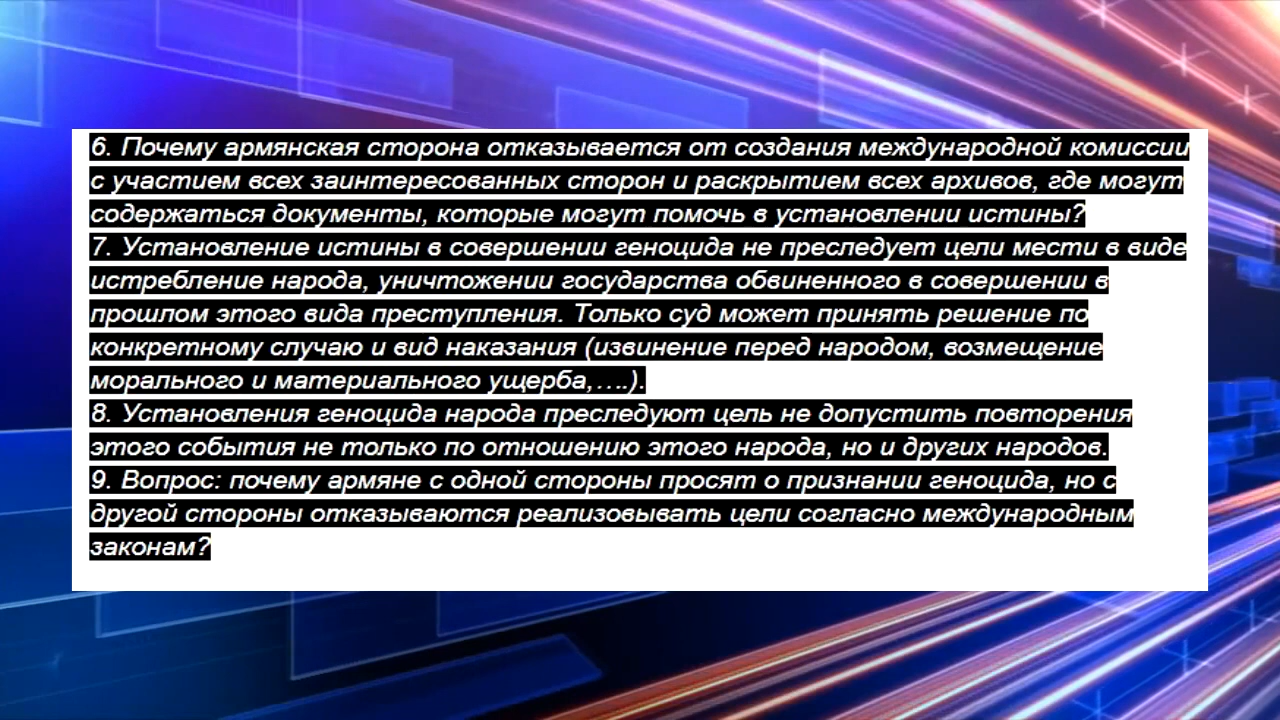 6. Почему армянская сторона отказывается от создания международной комиссии
с участием всех заинтересованных сторон и раскрытием всех архивов, где могут
содержаться документы, которые могут помочь в установлении истины?
7. Установление истины в совершении геноцида не преследует цели мести в виде
истребление народа, уничтожении государства обвиненного в совершении в
прошлом этого вида преступления. Только суд может принять решение по
конкретному случаю и вид наказания (извинение перед народом, возмещение
морального и материального ущерба,….).
8. Установления геноцида народа преследуют цель не допустить повторения
этого события не только по отношению этого народа, но и других народов.
9. Вопрос: почему армяне с одной стороны просят о признании геноцида, но с
другой стороны отказываются реализовывать цели согласно международным
законам?